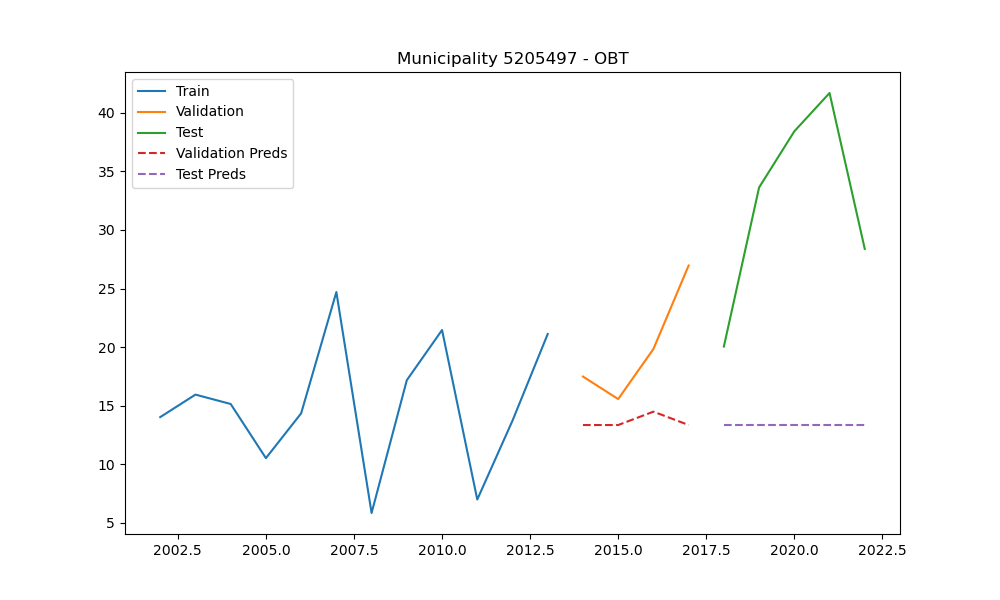 Municipality 5205497 - OBT
Train
Validation
Test
Validation Preds
Test Preds
40
35
30
25
20
15
10
5
2002.5 2005.0 2007.5 2010.0 2012.5 2015.0 2017.5 2020.0 2022.5